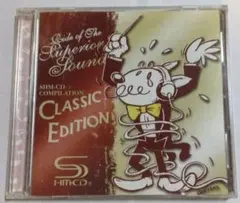 Guide of The
Superior Sound
SHM-CD
COMPILATION
CLASSIC
EDITION
SHM-CD®